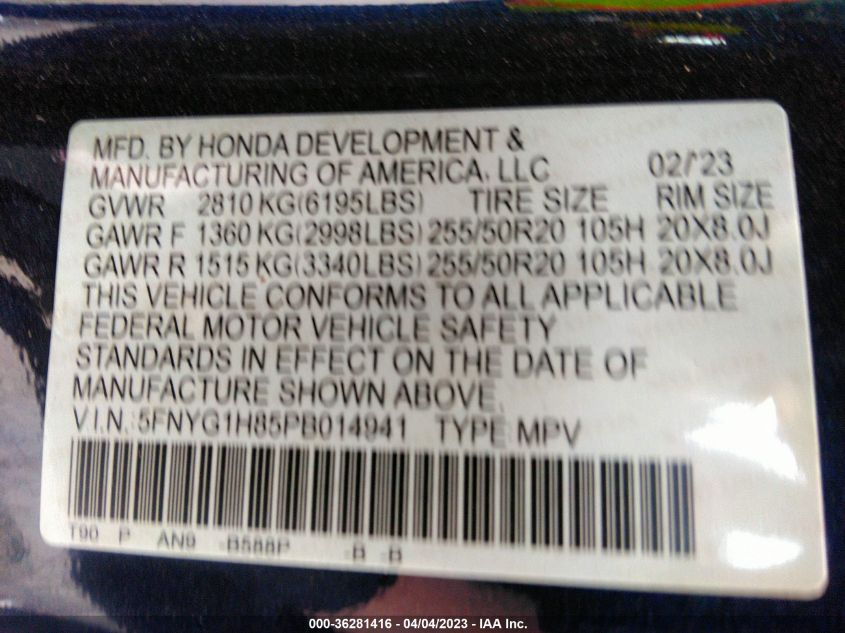 MFD. BY HONDA DEVELOPMENT &
MANUFACTURING OF AMERICA, LLC 02/'23
GVWR 2810 KG(6195LBS) TIRE SIZE RIM SIZE
GAWR F 1360 KG(2998LBS) 255/50R20 105H 20X8.0J
GAWR R 1515 KG(3340LBS) 255/50R20 105H 20X8.0J
THIS VEHICLE CONFORMS TO ALL APPLICABLE
FEDERAL MOTOR VEHICLE SAFETY
STANDARDS IN EFFECT ON THE DATE OF
MANUFACTURE SHOWN ABOVE.
V.I.N. 5FNYG1H85PB014941 TYPE:MPV
T90 P AN9 -B588P -B -B
000-36281416 - 04/04/2023 - IAA Inc.